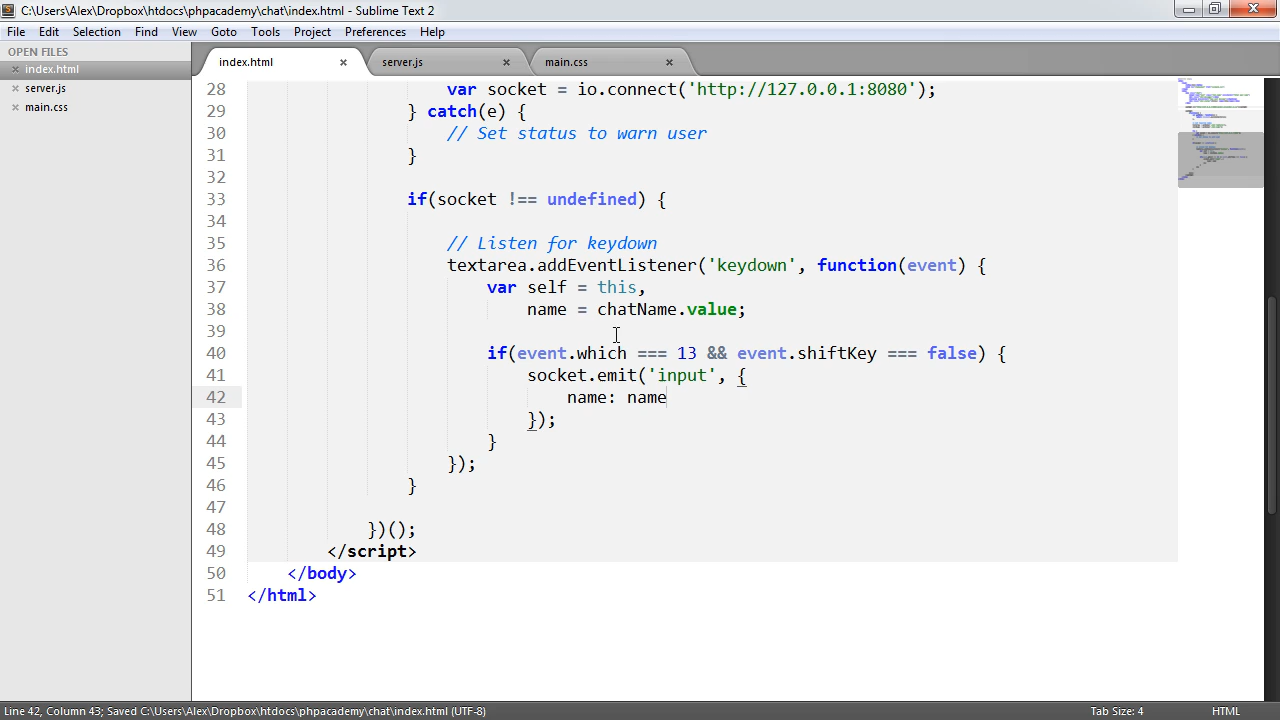 C:\Users\Alex\Dropbox\htdocs\phpacademy\chat\index.html - Sublime Text 2
File Edit Selection Find View Goto Tools Project Preferences Help
OPEN FILES
index.html
server.js
main.css
index.html server.js main.css
28 var socket = io.connect('http://127.0.0.1:8080');
29 } catch(e) {
30 // Set status to warn user
31 }
32
33 if(socket !== undefined) {
34
35 // Listen for keydown
36 textarea.addEventListener('keydown', function(event) {
37 var self = this,
38 name = chatName.value;
39
40 if(event.which === 13 && event.shiftKey === false) {
41 socket.emit('input', {
42 name: name
43 });
44 }
45 });
46 }
47
48 })();
49 </script>
50 </body>
51 </html>
Line 42, Column 43; Saved C:\Users\Alex\Dropbox\htdocs\phpacademy\chat\index.html (UTF-8) Tab Size: 4 HTML